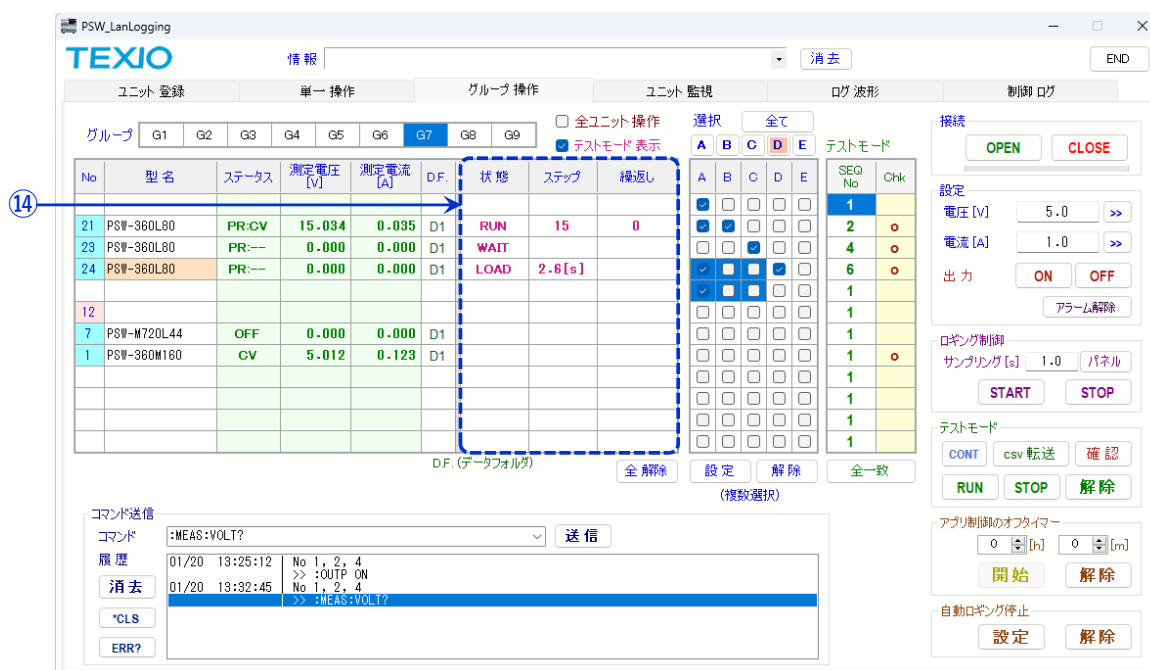 PSW_LanLogging
TEXIO
情報
消去
END
ユニット 登録
単一 操作
グループ 操作
ユニット 監視
ログ 波形
制御 ログ
グループ G1 G2 G3 G4 G5 G6 G7 G8 G9
全ユニット 操作
テストモード 表示
選択 全て
A B C D E
テストモード
No 型 名 ステータス 測定電圧 [V] 測定電流 [A] D.F. 状 態 ステップ 繰返し A B C D E SEQ No Chk
⑭
1
21 PSW-360L80 PR:CV 15.034 0.035 D1 RUN 15 0 2 o
23 PSW-360L80 PR:-- 0.000 0.000 D1 WAIT 4 o
24 PSW-360L80 PR:-- 0.000 0.000 D1 LOAD 2.6[s] 6 o
1
12 1
7 PSW-M720L44 OFF 0.000 0.000 D1 1
1 PSW-360M160 CV 5.012 0.123 D1 1 o
1
1
1
1
D.F. (データフォルダ)
全 解除
設 定
解 除
全一致
(複数選択)
コマンド送信
コマンド :MEAS:VOLT? 送 信
履 歴
消 去
*CLS
ERR?
01/20 13:25:12 | No 1, 2, 4
>> :OUTP ON
01/20 13:32:45 | No 1, 2, 4
>> :MEAS:VOLT?
接続
OPEN CLOSE
設定
電圧 [V] 5.0 >>
電流 [A] 1.0 >>
出 力 ON OFF
アラーム解除
ロギング制御
サンプリング [s] 1.0 パネル
START STOP
テストモード
CONT csv 転送 確 認
RUN STOP 解 除
アプリ制御のオフタイマー
0 [h] 0 [m]
開 始 解 除
自動ロギング停止
設 定 解 除